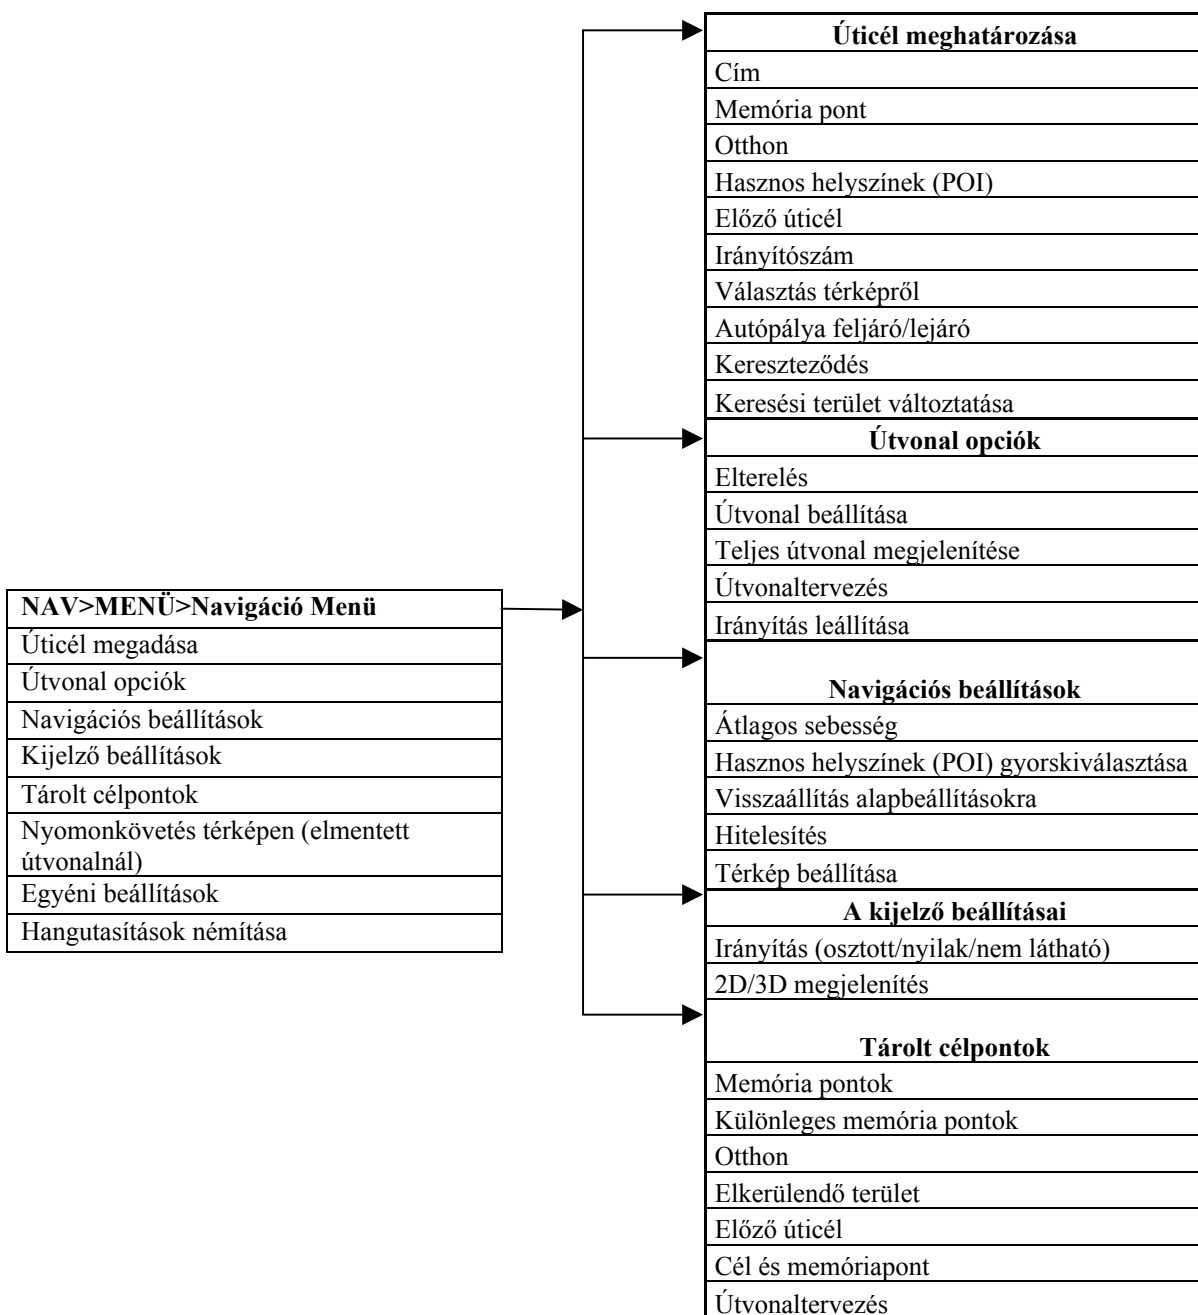 NAV>MENÜ>Navigáció Menü
Úticél megadása
Útvonal opciók
Navigációs beállítások
Kijelző beállítások
Tárolt célpontok
Nyomonkövetés térképen (elmentett
útvonalnál)
Egyéni beállítások
Hangutasítások némítása
Úticél meghatározása
Cím
Memória pont
Otthon
Hasznos helyszínek (POI)
Előző úticél
Irányítószám
Választás térképről
Autópálya feljáró/lejáró
Kereszteződés
Keresési terület változtatása
Útvonal opciók
Elterelés
Útvonal beállítása
Teljes útvonal megjelenítése
Útvonaltervezés
Irányítás leállítása
Navigációs beállítások
Átlagos sebesség
Hasznos helyszínek (POI) gyorskiválasztása
Visszaállítás alapbeállításokra
Hitelesítés
Térkép beállítása
A kijelző beállításai
Irányítás (osztott/nyilak/nem látható)
2D/3D megjelenítés
Tárolt célpontok
Memória pontok
Különleges memória pontok
Otthon
Elkerülendő terület
Előző úticél
Cél és memóriapont
Útvonaltervezés